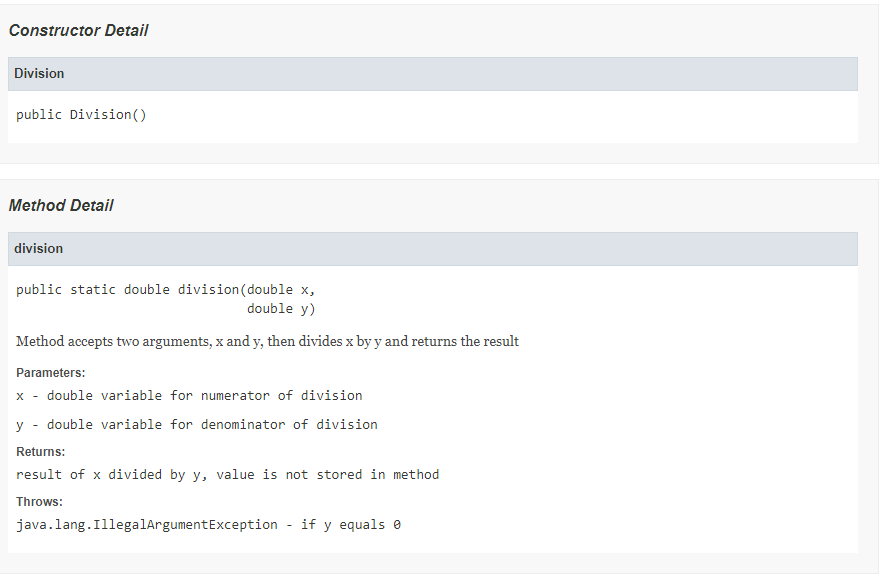 Constructor Detail
Division
public Division()
Method Detail
division
public static double division(double x,
double y)
Method accepts two arguments, x and y, then divides x by y and returns the result
Parameters:
x - double variable for numerator of division
y - double variable for denominator of division
Returns:
result of x divided by y, value is not stored in method
Throws:
java.lang.IllegalArgumentException - if y equals 0